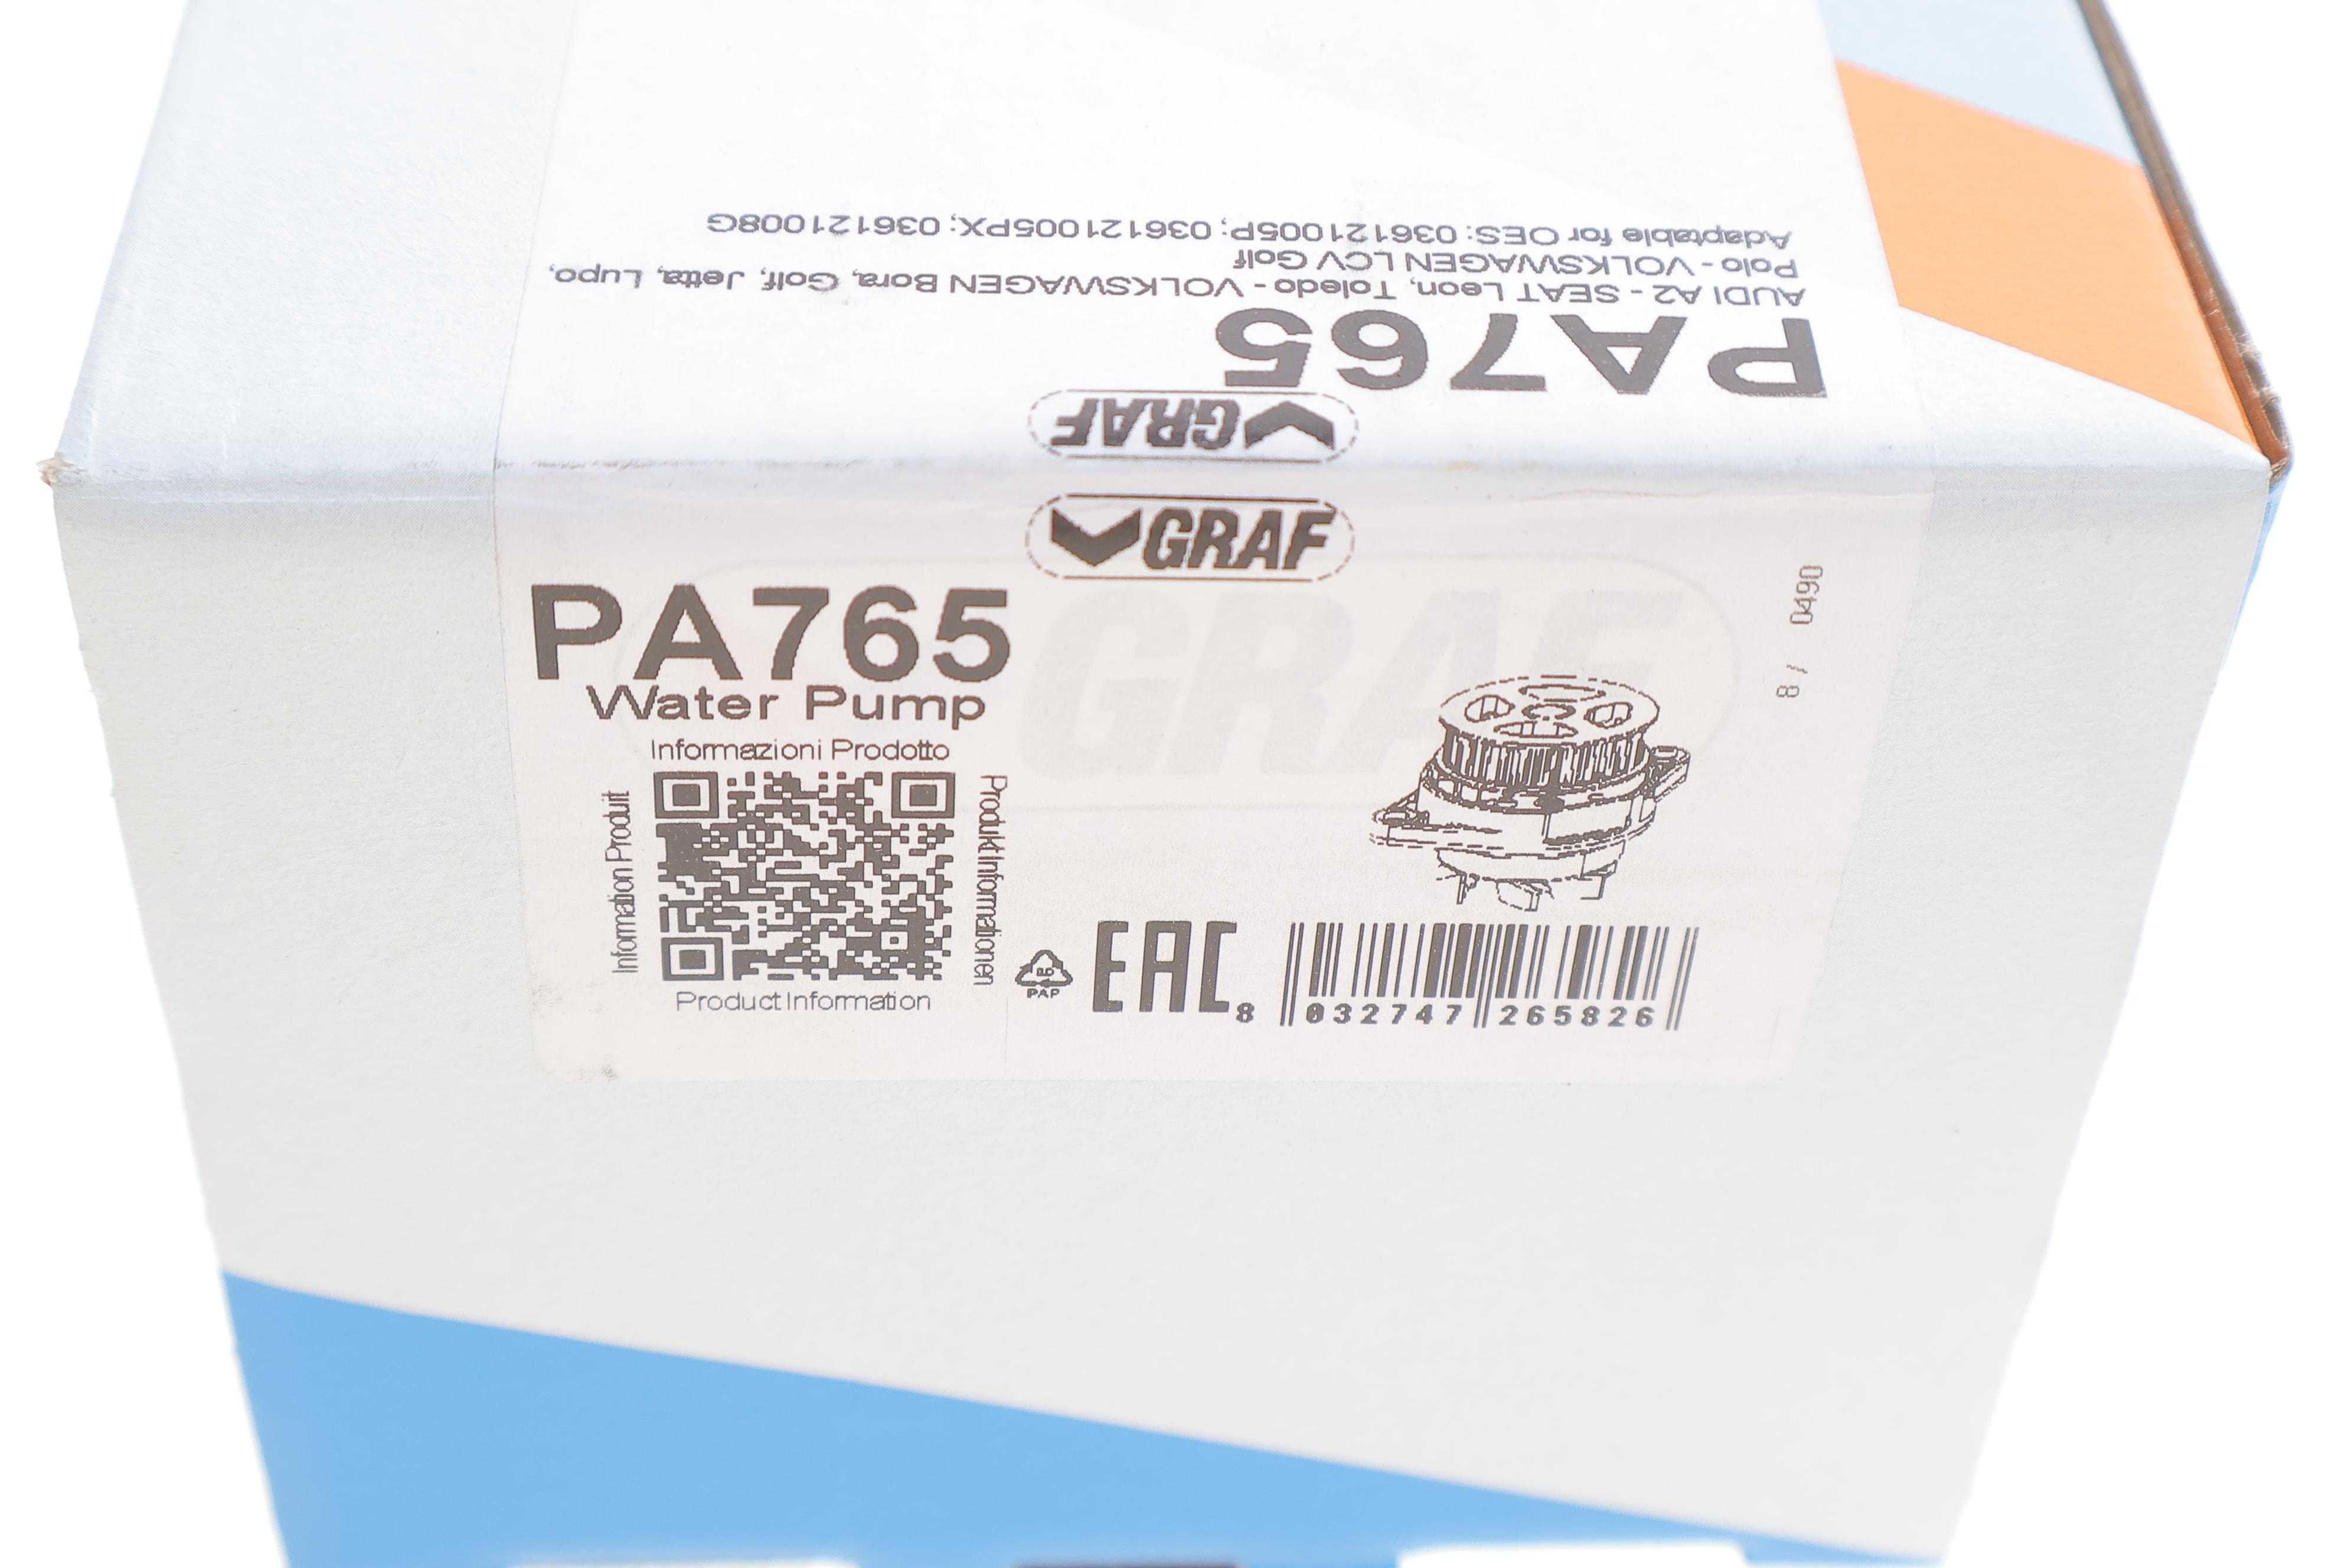 Adaptable for OES: 036121005P; 036121005PX; 036121008G
Polo - VOLKSWAGEN LCV Golf
AUDI A2 - SEAT Leon, Toledo - VOLKSWAGEN Bora, Golf, Jetta, Lupo,
PA765
GRAF
GRAF
PA765
Water Pump
Informazioni Prodotto
Information Produit
Produkt Informationen
Product Information
GRAF
8 / 0490
PAP
EAC
8 032747 265826